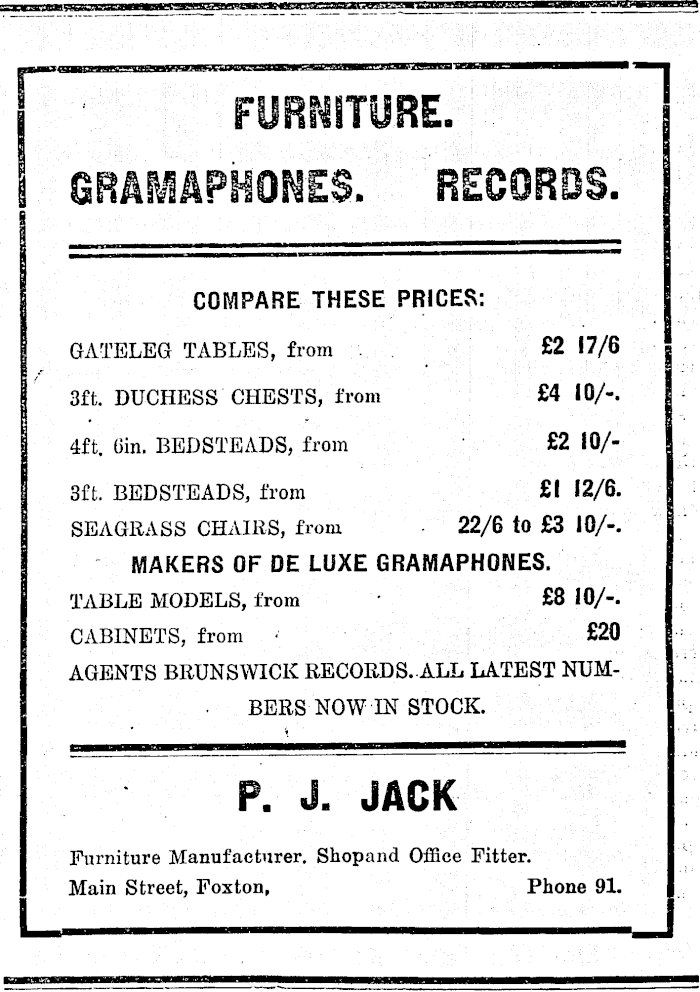 FURNITURE.
GRAMAPHONES. RECORDS.
COMPARE THESE PRICES:
GATELEG TABLES, from £2 17/6
3ft. DUCHESS CHESTS, from £4 10/-.
4ft. 6in. BEDSTEADS, from £2 10/-
3ft. BEDSTEADS, from £1 12/6.
SEAGRASS CHAIRS, from 22/6 to £3 10/-.
MAKERS OF DE LUXE GRAMAPHONES.
TABLE MODELS, from £8 10/-.
CABINETS, from £20
AGENTS BRUNSWICK RECORDS. ALL LATEST NUM-
BERS NOW IN STOCK.
P. J. JACK
Furniture Manufacturer. Shopand Office Fitter.
Main Street, Foxton, Phone 91.